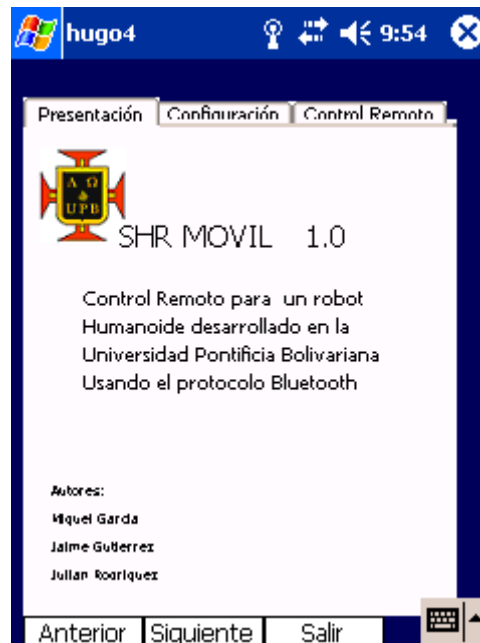 hugo4 9:54
Presentación Configuración Control Remoto
Α Ω
UPB
SHR MOVIL 1.0
Control Remoto para un robot
Humanoide desarrollado en la
Universidad Pontificia Bolivariana
Usando el protocolo Bluetooth
Autores:
Miguel Garcia
Jaime Gutierrez
Julian Rodriguez
Anterior Siguiente Salir